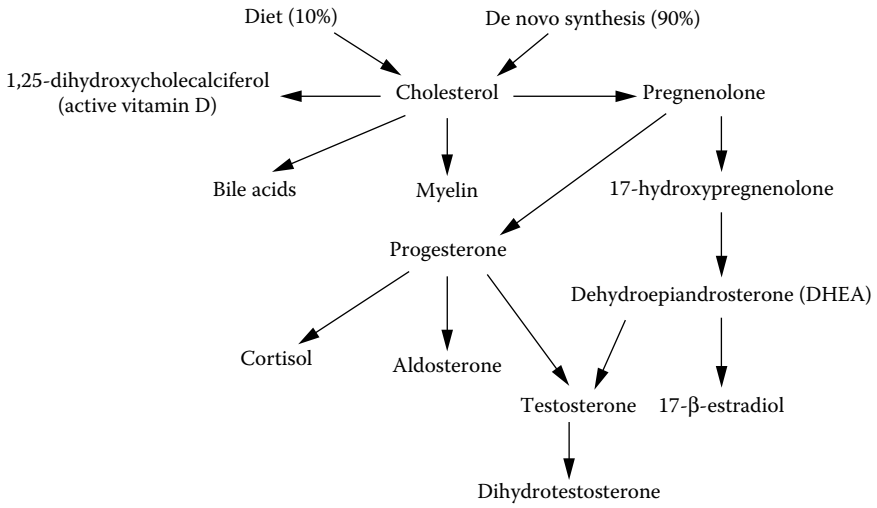 Diet (10%)
De novo synthesis (90%)
1,25-dihydroxycholecalciferol
(active vitamin D)
Cholesterol
Pregnenolone
Bile acids
Myelin
17-hydroxypregnenolone
Progesterone
Dehydroepiandrosterone (DHEA)
Cortisol
Aldosterone
Testosterone
17-β-estradiol
Dihydrotestosterone